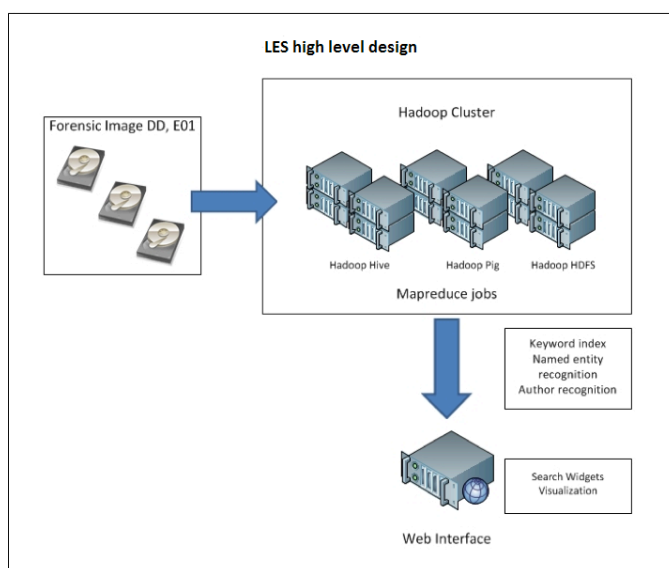 LES high level design
Forensic Image DD, E01
Hadoop Cluster
Hadoop Hive
Hadoop Pig
Hadoop HDFS
Mapreduce jobs
Keyword index
Named entity
recognition
Author recognition
Search Widgets
Visualization
Web Interface